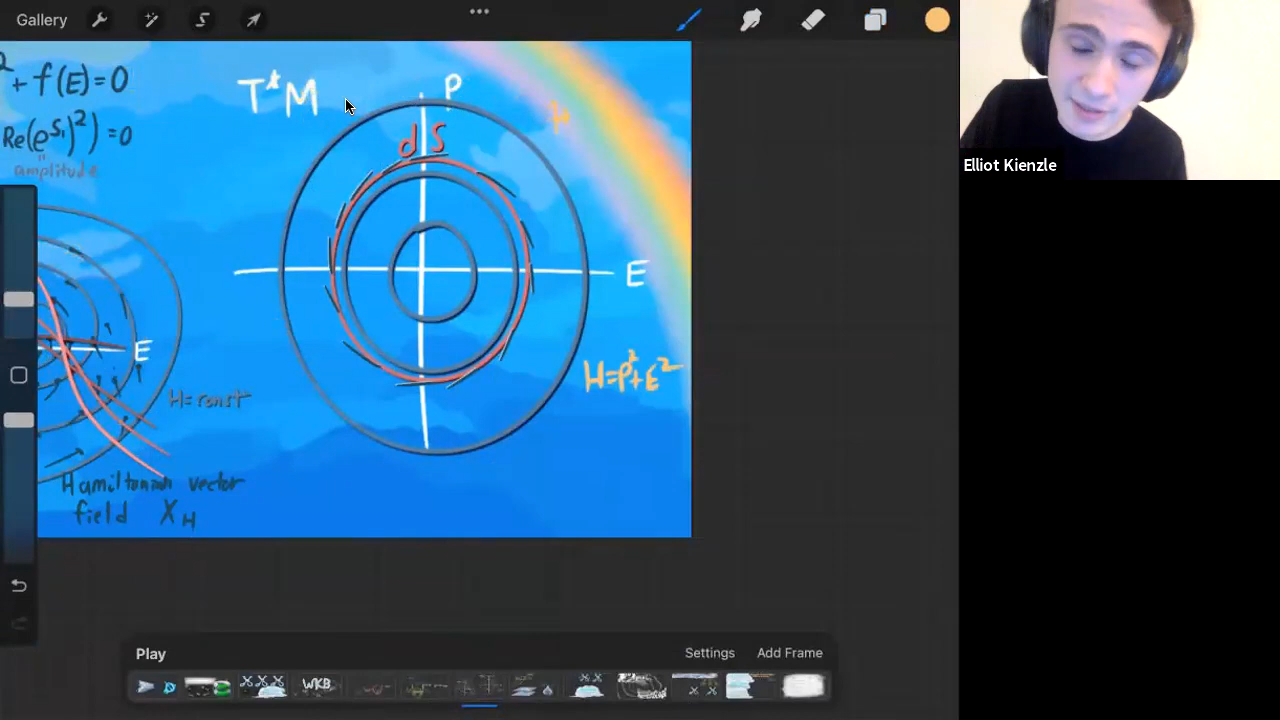 Gallery
² + f(E)=0
Re(e^{S₁})²)=0
amplitude
E
H=const
Hamiltonian vector
field X_H
T*M
P
dS
E
H=P²+E²
Elliot Kienzle
Play
Settings
Add Frame
WKB